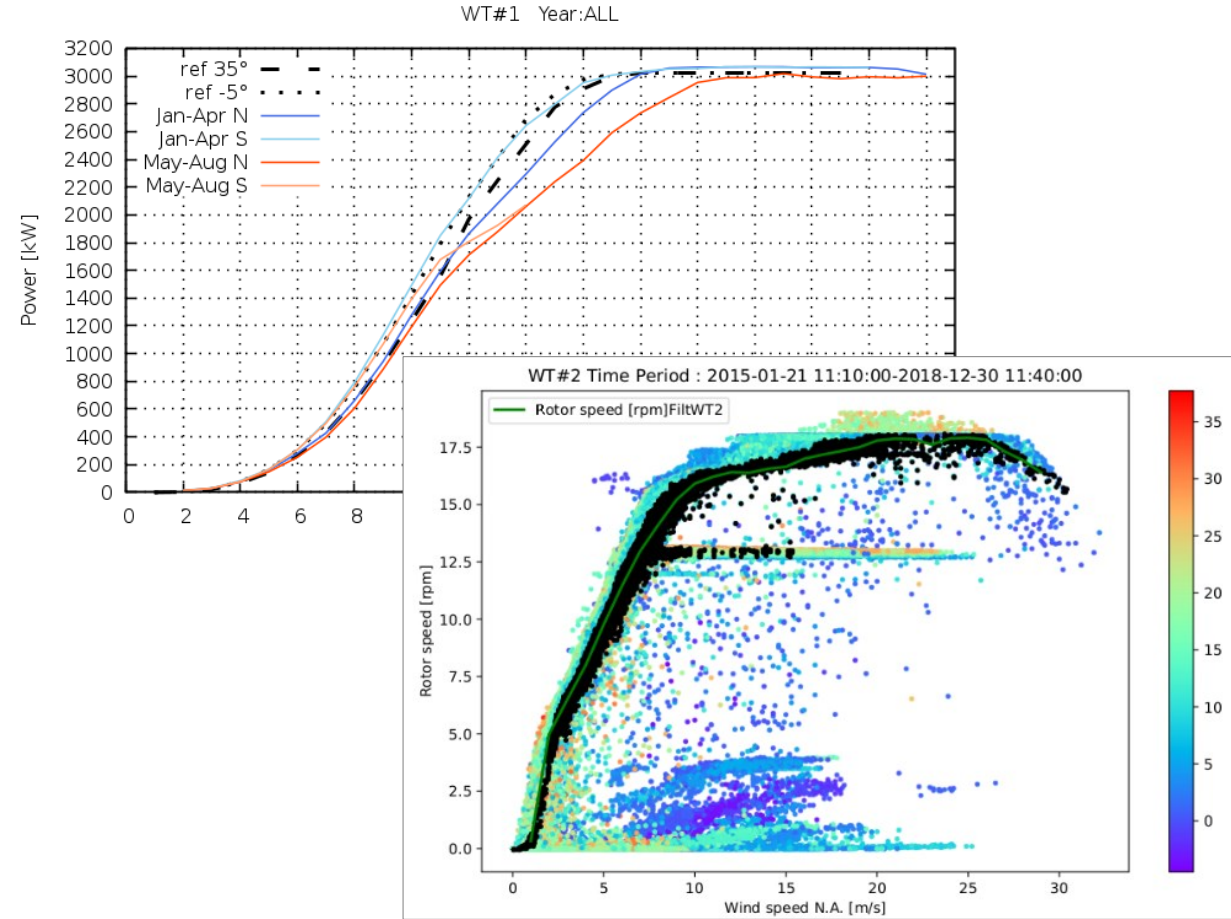 WT#1 Year:ALL
3200
3000
2800
2600
2400
2200
2000
1800
1600
1400
1200
1000
800
600
400
200
0
Power [kW]
ref 35°
ref -5°
Jan-Apr N
Jan-Apr S
May-Aug N
May-Aug S
0 2 4 6 8
WT#2 Time Period : 2015-01-21 11:10:00-2018-12-30 11:40:00
Rotor speed [rpm]FiltWT2
17.5
15.0
12.5
10.0
7.5
5.0
2.5
0.0
Rotor speed [rpm]
0 5 10 15 20 25 30
Wind speed N.A. [m/s]
35
30
25
20
15
10
5
0